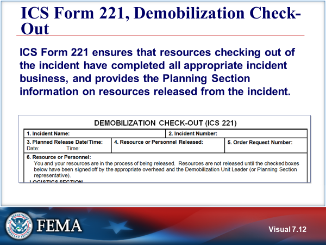 ICS Form 221, Demobilization Check-
Out
ICS Form 221 ensures that resources checking out of
the incident have completed all appropriate incident
business, and provides the Planning Section
information on resources released from the incident.
DEMOBILIZATION CHECK-OUT (ICS 221)
1. Incident Name: 2. Incident Number:
3. Planned Release Date/Time: 4. Resource or Personnel Released: 5. Order Request Number:
Date: Time:
6. Resource or Personnel:
You and your resources are in the process of being released. Resources are not released until the checked boxes
below have been signed off by the appropriate overhead and the Demobilization Unit Leader (or Planning Section
representative).
LOGISTICS SECTION
FEMA
Visual 7.12